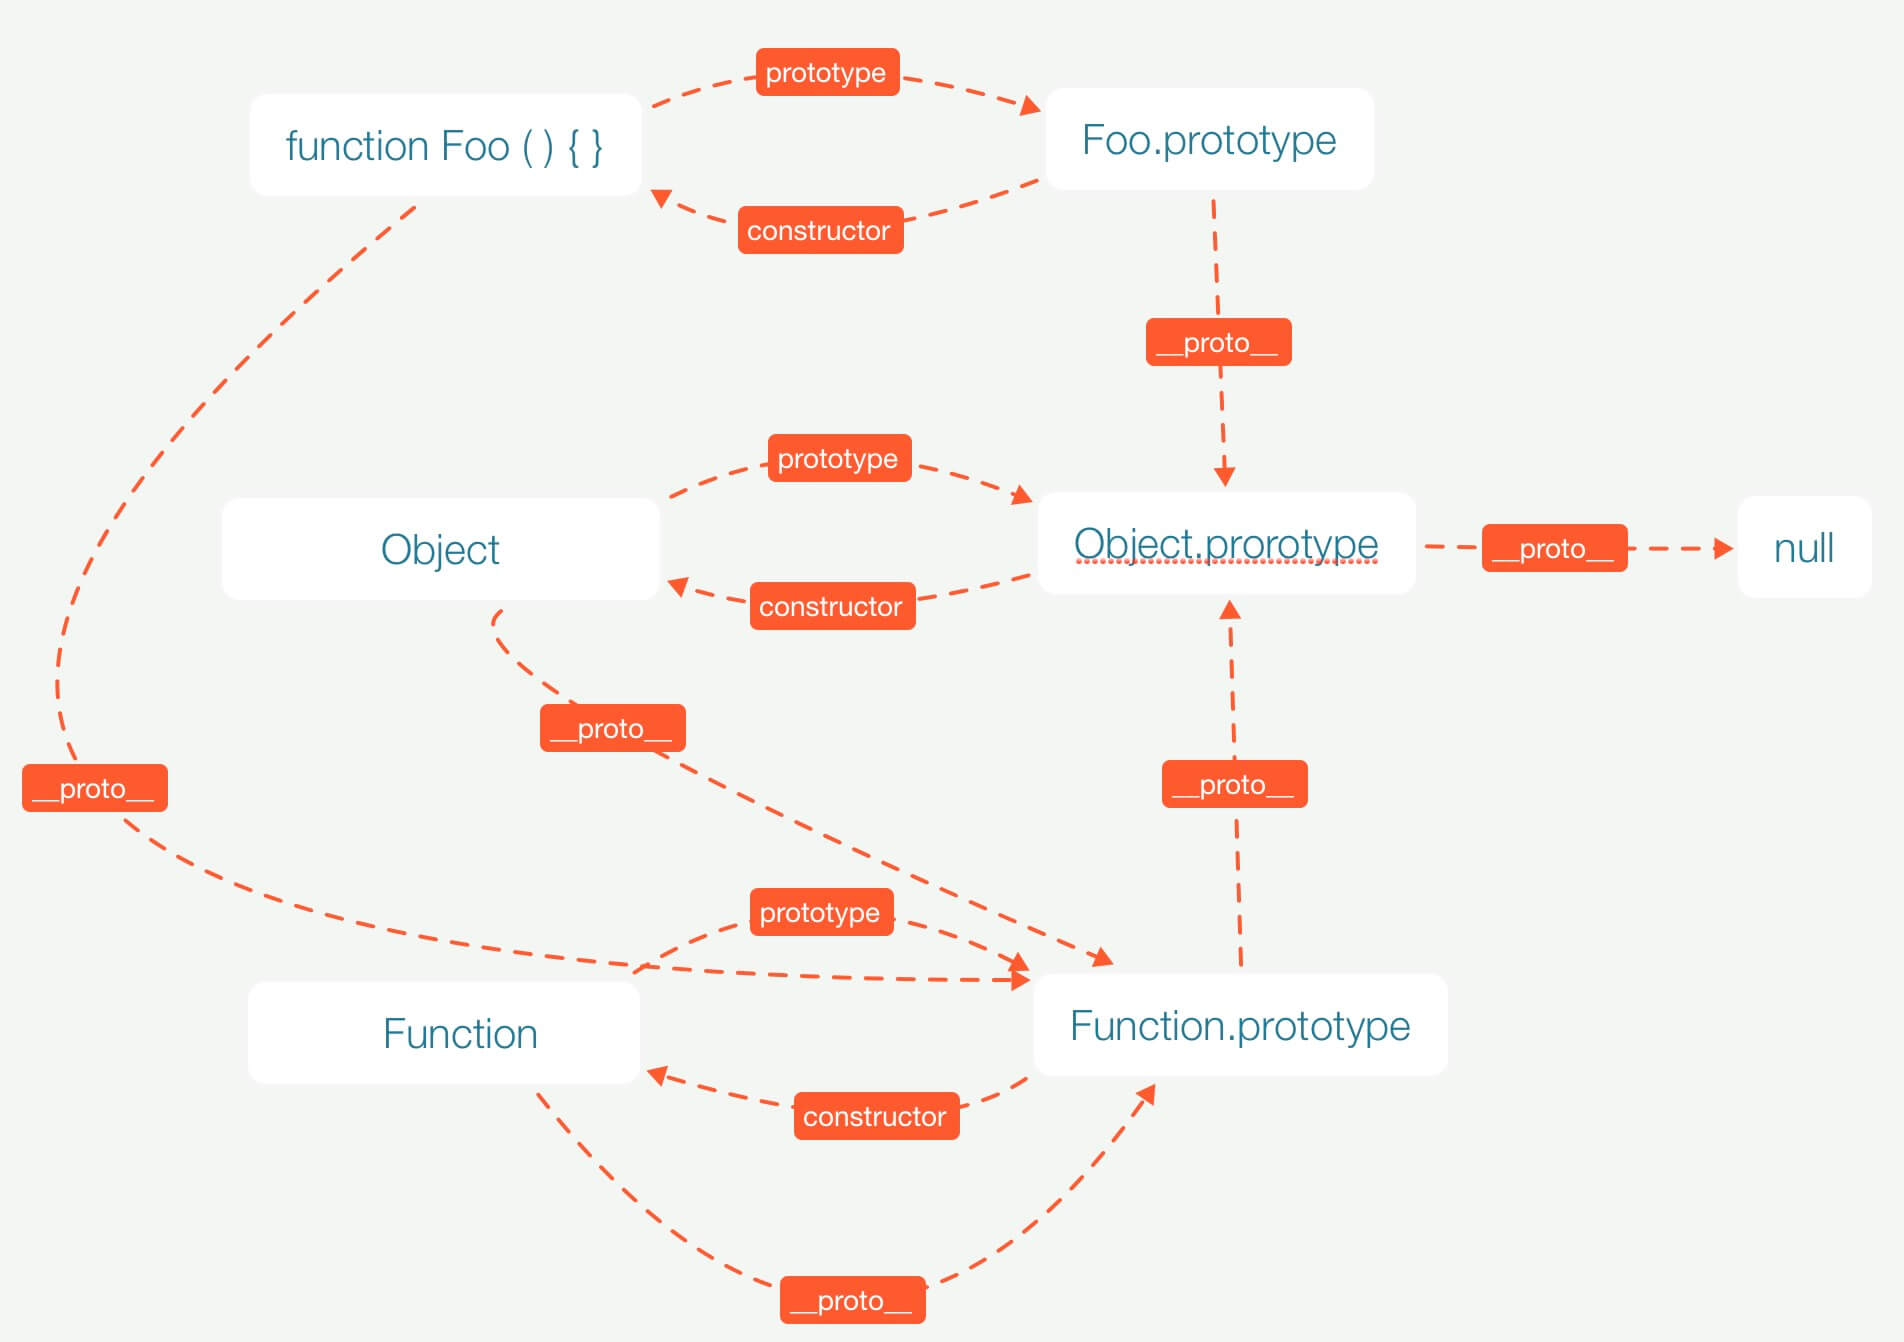 prototype
function Foo ( ) { }
Foo.prototype
constructor
__proto__
prototype
Object
Object.prorotype
__proto__
null
constructor
__proto__
__proto__
__proto__
prototype
Function
Function.prototype
constructor
__proto__